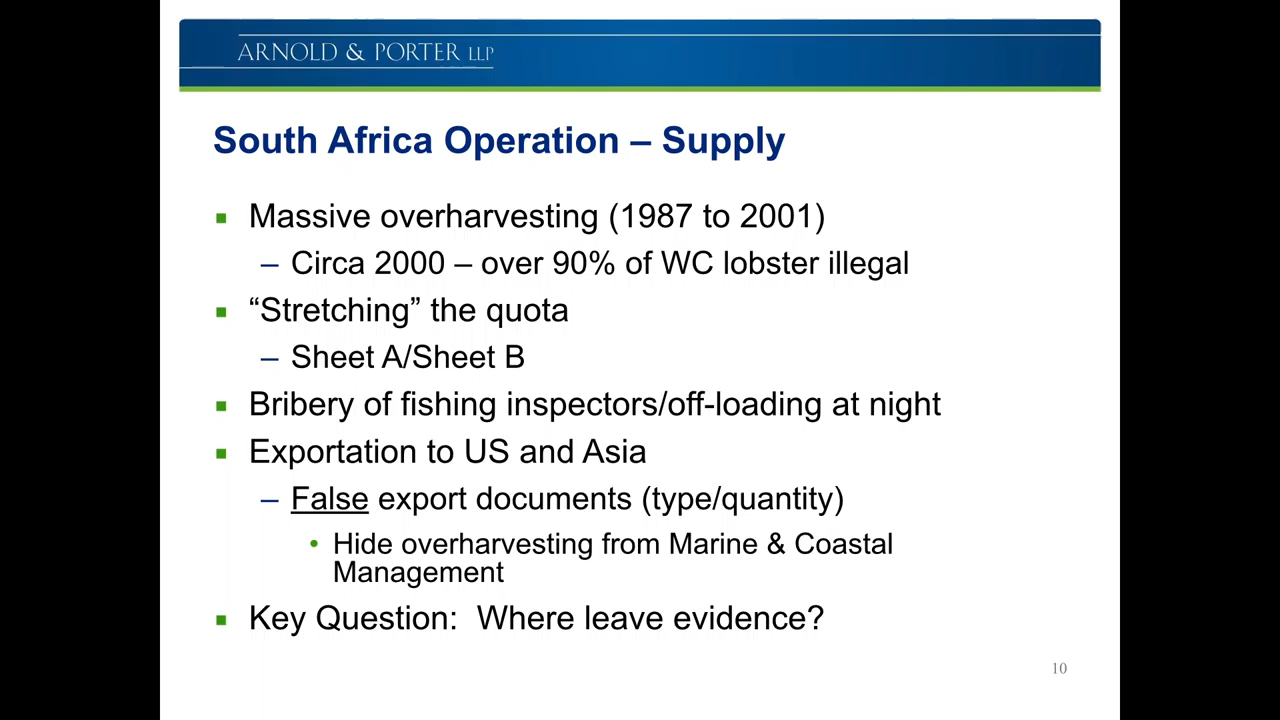 ARNOLD & PORTER LLP
South Africa Operation – Supply
▪ Massive overharvesting (1987 to 2001)
– Circa 2000 – over 90% of WC lobster illegal
▪ “Stretching” the quota
– Sheet A/Sheet B
▪ Bribery of fishing inspectors/off-loading at night
▪ Exportation to US and Asia
– False export documents (type/quantity)
• Hide overharvesting from Marine & Coastal
Management
▪ Key Question:  Where leave evidence?
10